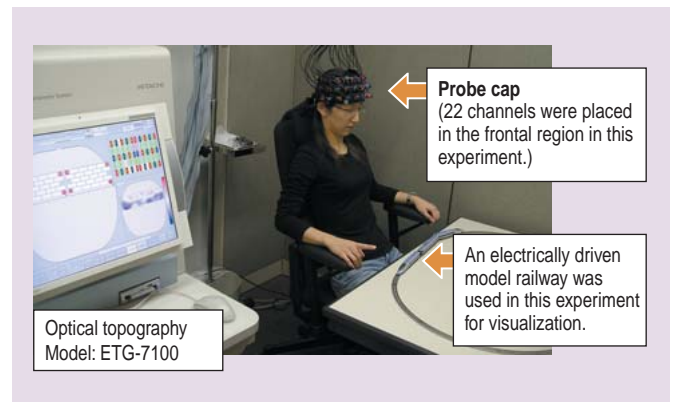 HITACHI
Probe cap
(22 channels were placed
in the frontal region in this
experiment.)
An electrically driven
model railway was
used in this experiment
for visualization.
Optical topography
Model: ETG-7100